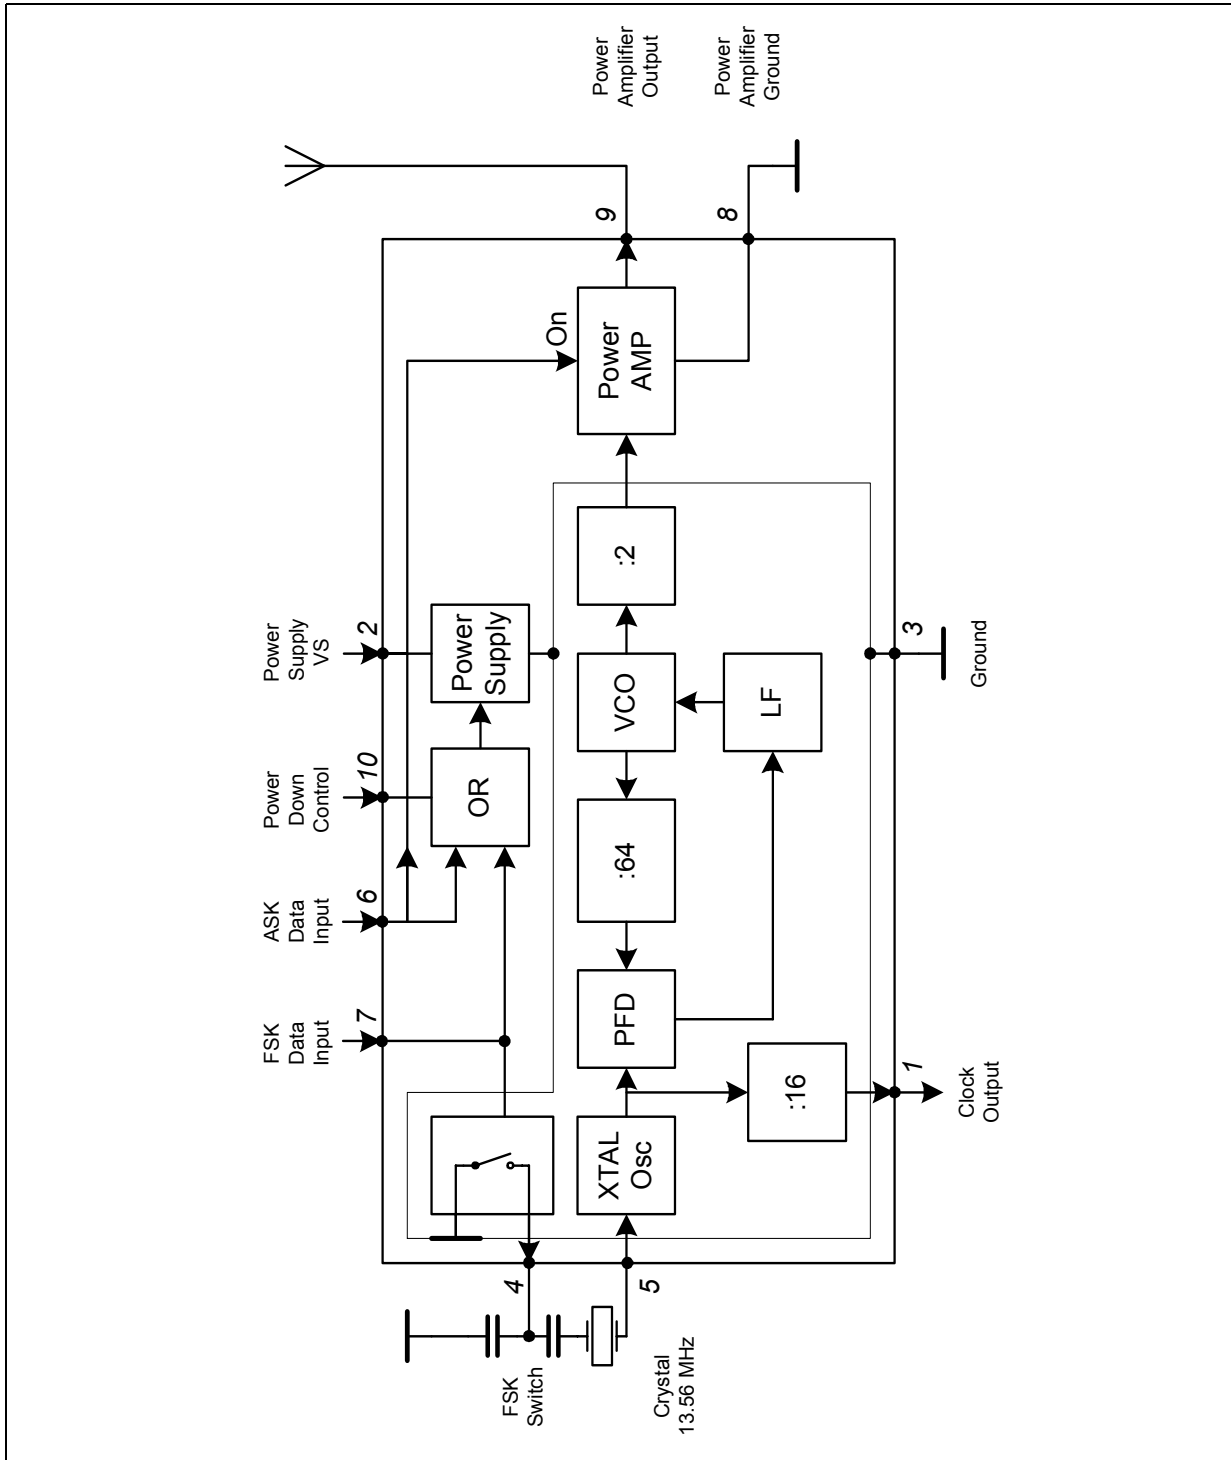 FSK
Data
Input
7
ASK
Data
Input
6
Power
Down
Control
10
Power
Supply
VS
2
OR
Power
Supply
On
FSK
Switch
4
Crystal
13.56 MHz
5
XTAL
Osc
PFD
:64
VCO
:2
Power
AMP
9
Power
Amplifier
Output
8
Power
Amplifier
Ground
:16
LF
1
Clock
Output
3
Ground